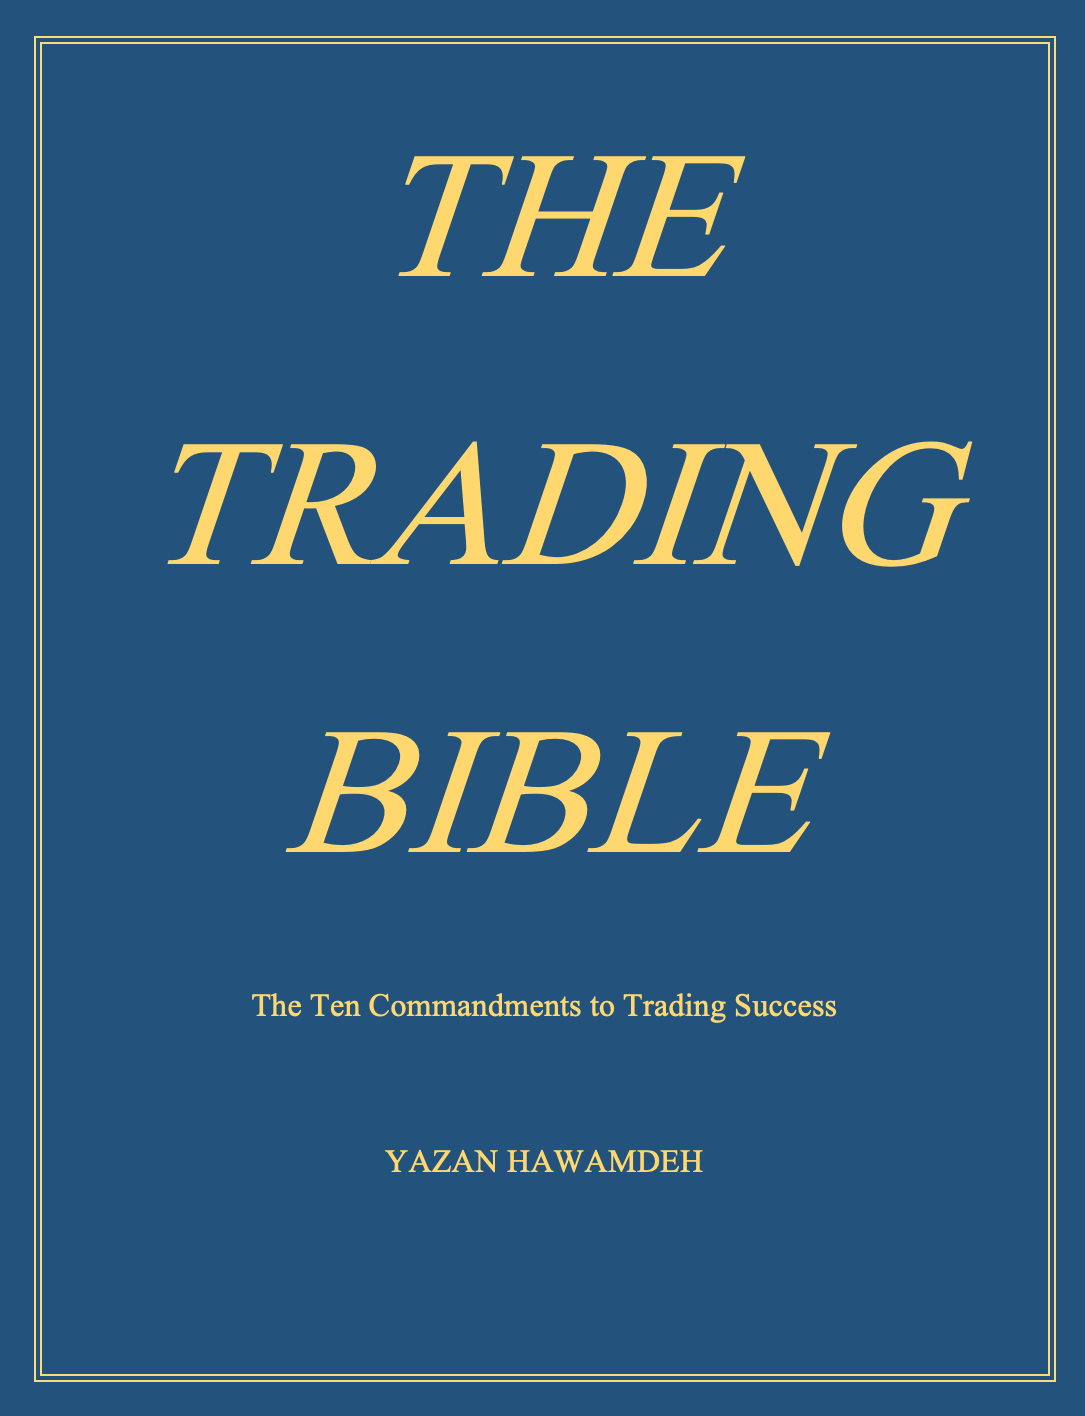 THE
TRADING
BIBLE
The Ten Commandments to Trading Success
YAZAN HAWAMDEH